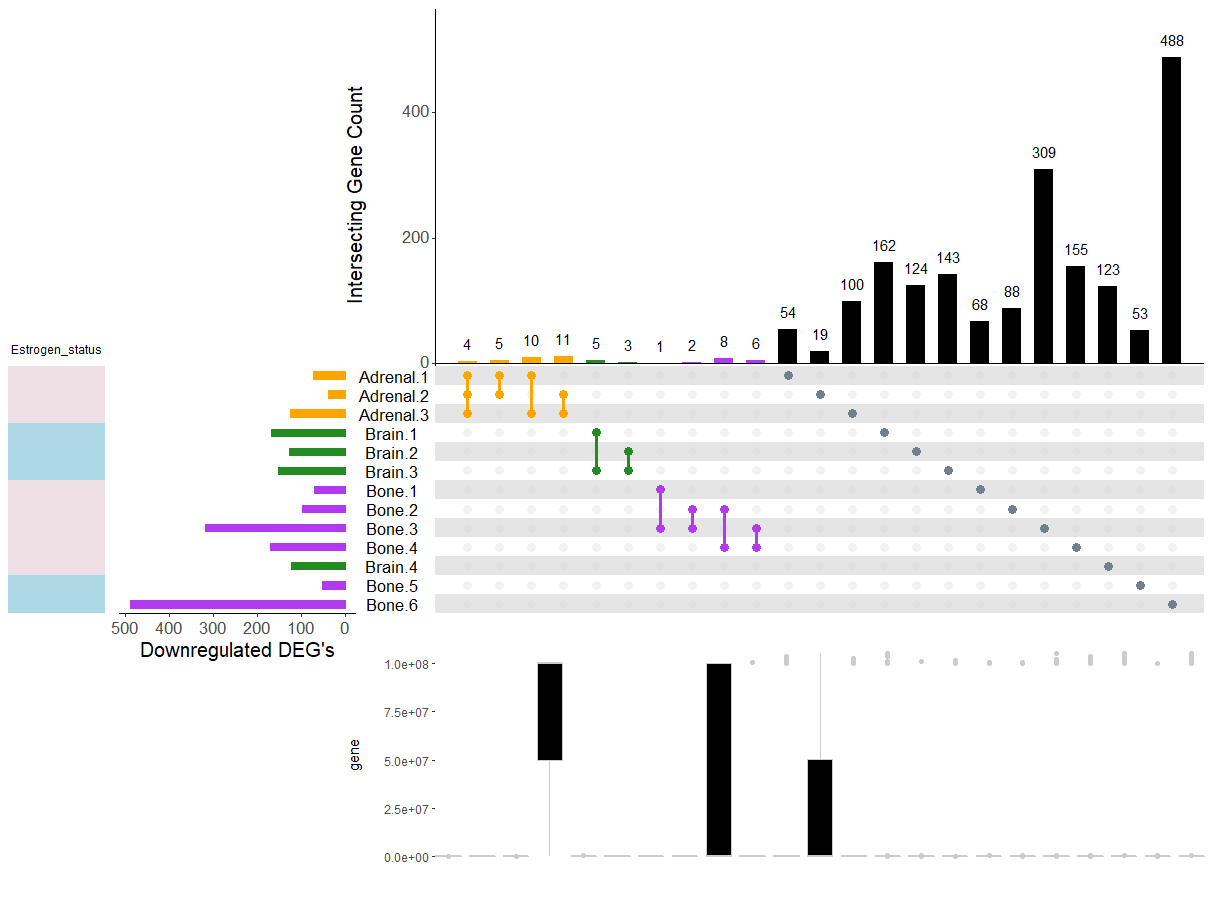 488
400
309
200
162
155
143
124
123
100
88
68
54
53
19
4
5
10
11
5
3
1
2
8
6
0
Intersecting Gene Count
Estrogen_status
Adrenal.1
Adrenal.2
Adrenal.3
Brain.1
Brain.2
Brain.3
Bone.1
Bone.2
Bone.3
Bone.4
Brain.4
Bone.5
Bone.6
500 400 300 200 100 0
Downregulated DEG's
1.0e+08
7.5e+07
5.0e+07
2.5e+07
0.0e+00
gene